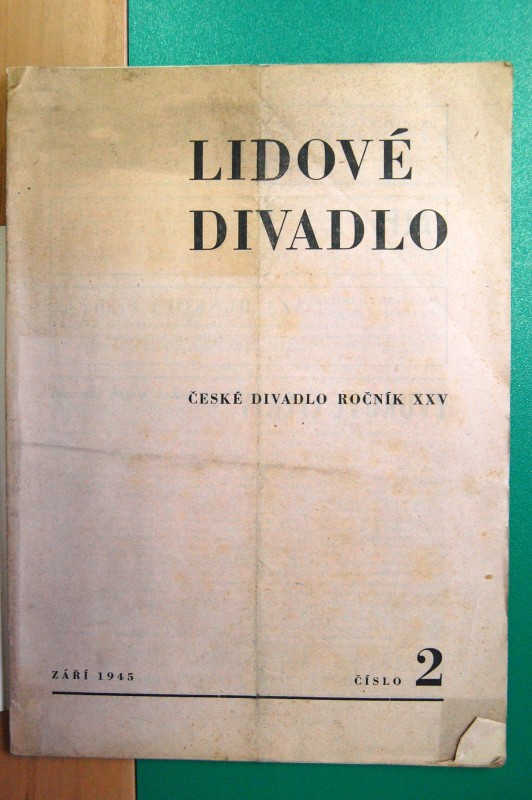 LIDOVÉ
DIVADLO
ČESKÉ DIVADLO ROČNÍK XXV
ZÁŘÍ 1945 ČÍSLO 2